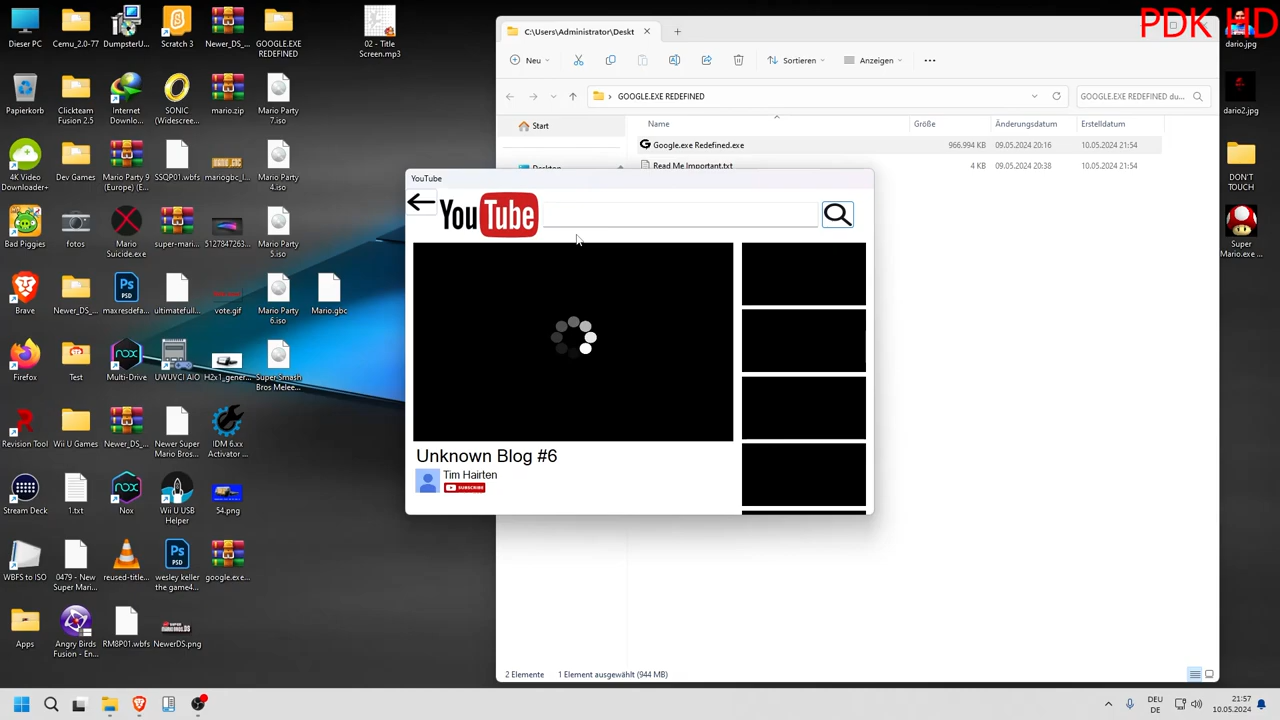 PDK HD
Dieser PC
Cemu_2.0-77
DumpsterU...
Scratch 3
Newer_DS_...
GOOGLE.EXE REDEFINED
02 - Title Screen.mp3
Papierkorb
Clickteam Fusion 2.5
Internet Downlo...
SONIC (Widescree...
mario.zip
Mario Party 7.iso
4K Video Downloader+
Dev Games
Mario Party 9 (Europe) (E...
SSQP01.wbfs
mariogbc_l...
Mario Party 4.iso
Bad Piggies
fotos
Mario Suicide.exe
super-mari...
5127847263...
Mario Party 5.iso
Brave
Newer_DS_...
maxresdefa...
ultimatefull...
vote.gif
Mario Party 6.iso
Mario.gbc
Firefox
Test
Multi-Drive
UWUVCI AIO
H2x1_gener...
Super Smash Bros Melee...
Revision Tool
Wii U Games
Newer_DS_...
Newer Super Mario Bros...
IDM 6.xx Activator ...
Stream Deck
1.txt
Nox
Wii U USB Helper
54.png
WBFS to ISO
0479 - New Super Mari...
reused-title...
wesley keller the game4...
google.exe...
Apps
Angry Birds Fusion - En...
RM8P01.wbfs
NewerDS.png
C:\Users\Administrator\Deskt
Neu
Sortieren
Anzeigen
GOOGLE.EXE REDEFINED
GOOGLE.EXE REDEFINED du...
Start
Desktop
Name
Größe
Änderungsdatum
Erstelldatum
Google.exe Redefined.exe
966.994 KB
09.05.2024 20:16
10.05.2024 21:54
Read Me Important.txt
4 KB
09.05.2024 20:38
10.05.2024 21:54
YouTube
YouTube
Unknown Blog #6
Tim Hairten
SUBSCRIBE
2 Elemente
1 Element ausgewählt (944 MB)
dario.jpg
dario2.jpg
DON'T TOUCH
Super Mario.exe ...
DEU
DE
21:57
10.05.2024